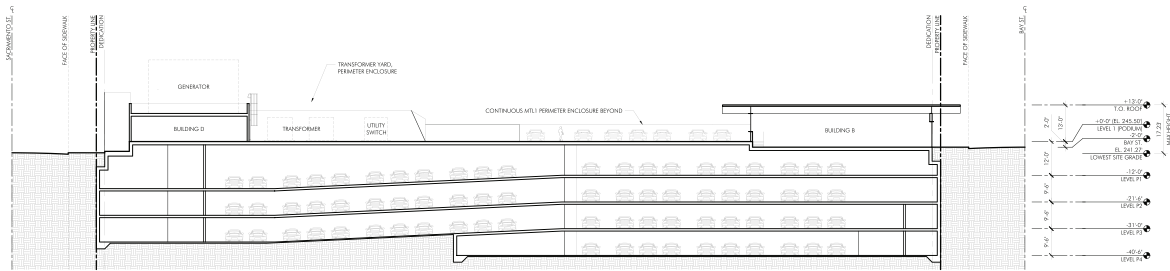 ℄
SACRAMENTO ST.
FACE OF SIDEWALK
PROPERTY LINE
DEDICATION
GENERATOR
TRANSFORMER YARD,
PERIMETER ENCLOSURE
BUILDING D
TRANSFORMER
UTILITY
SWITCH
CONTINUOUS MTL1 PERIMETER ENCLOSURE BEYOND
BUILDING B
DEDICATION
PROPERTY LINE
FACE OF SIDEWALK
℄
BAY ST.
2'-0"
13'-0"
12'-0"
9'-6"
9'-6"
9'-6"
+13'-0"
T.O. ROOF
+0'-0" (EL. 245.50)
LEVEL 1 (PODIUM)
-2'-0"
BAY ST.
EL. 241.27
LOWEST SITE GRADE
-12'-0"
LEVEL P1
-21'-6"
LEVEL P2
-31'-0"
LEVEL P3
-40'-6"
LEVEL P4
17.23'
MAX HEIGHT